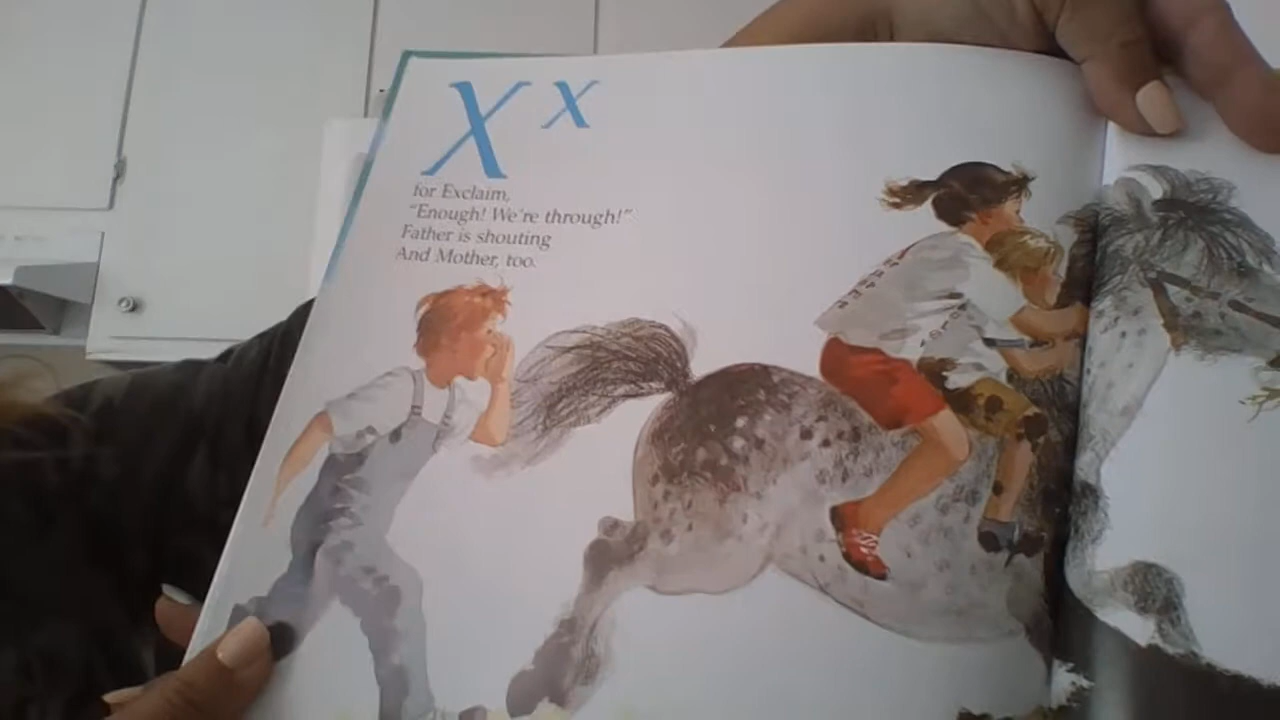 X x
for Exclaim,
"Enough! We're through!"
Father is shouting
And Mother, too.